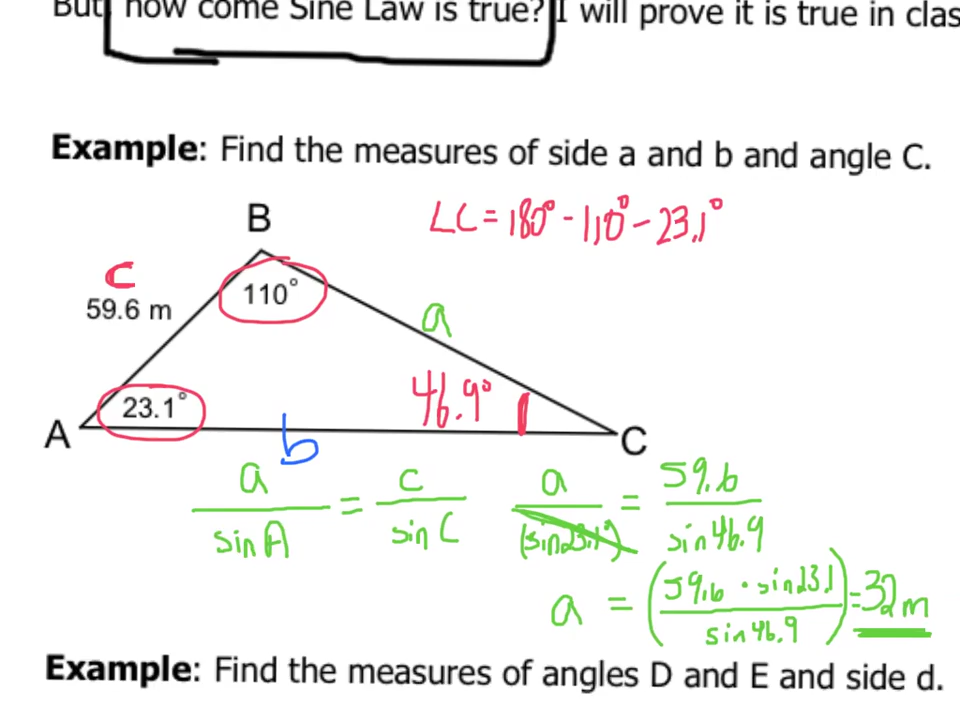 But how come Sine Law is true? I will prove it is true in clas
Example: Find the measures of side a and b and angle C.
∠C = 180° - 110° - 23.1°
B
c
59.6 m
110°
a
23.1°
46.9°
A
b
C
a/sin A = c/sin C
a/(sin 23.1°) = 59.6/sin 46.9
a = (59.6 · sin 23.1/sin 46.9) = 32 m
Example: Find the measures of angles D and E and side d.